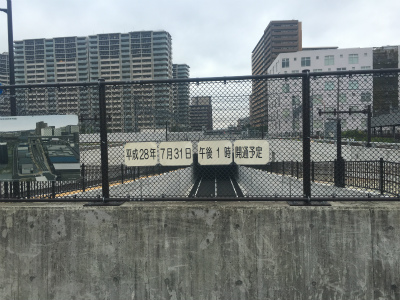 平成28年 7月31日 午後1時 開通予定